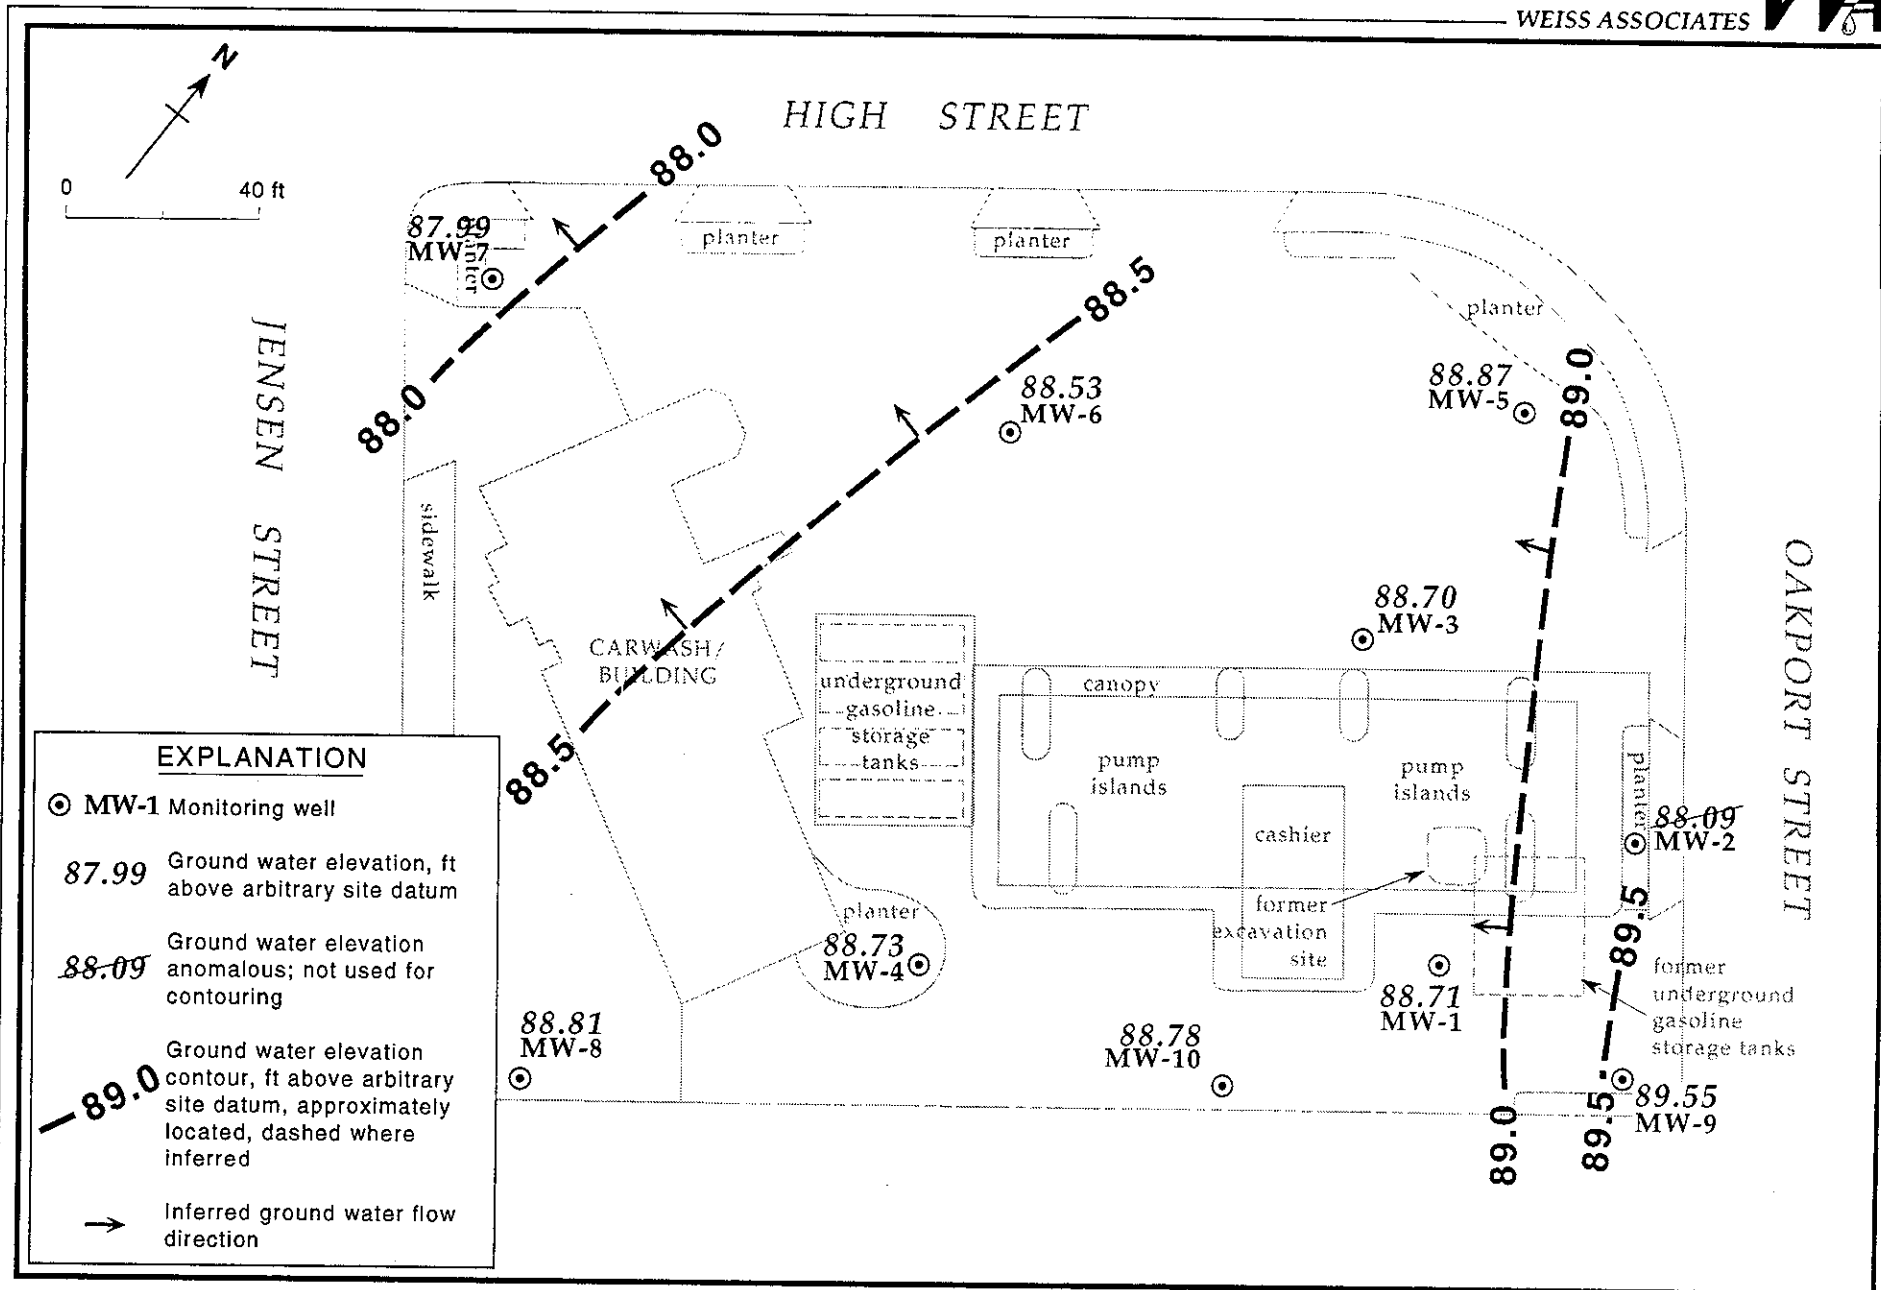 WEISS ASSOCIATES
N
0 40 ft
HIGH STREET
88.0
87.99
MW-7
planter
planter
planter
planter
88.5
88.0
JENSEN STREET
sidewalk
88.53
MW-6
88.87
MW-5
89.0
OAKPORT STREET
88.70
MW-3
CARWASH/
BUILDING
underground
gasoline
storage
tanks
canopy
pump
islands
pump
islands
cashier
planter
88.09
MW-2
88.5
planter
88.73
MW-4
former
excavation
site
89.5
former
underground
gasoline
storage tanks
88.71
MW-1
88.81
MW-8
88.78
MW-10
89.0
89.5
89.55
MW-9
EXPLANATION
MW-1 Monitoring well
87.99 Ground water elevation, ft
above arbitrary site datum
88.09 Ground water elevation
anomalous; not used for
contouring
89.0 Ground water elevation
contour, ft above arbitrary
site datum, approximately
located, dashed where
inferred
Inferred ground water flow
direction